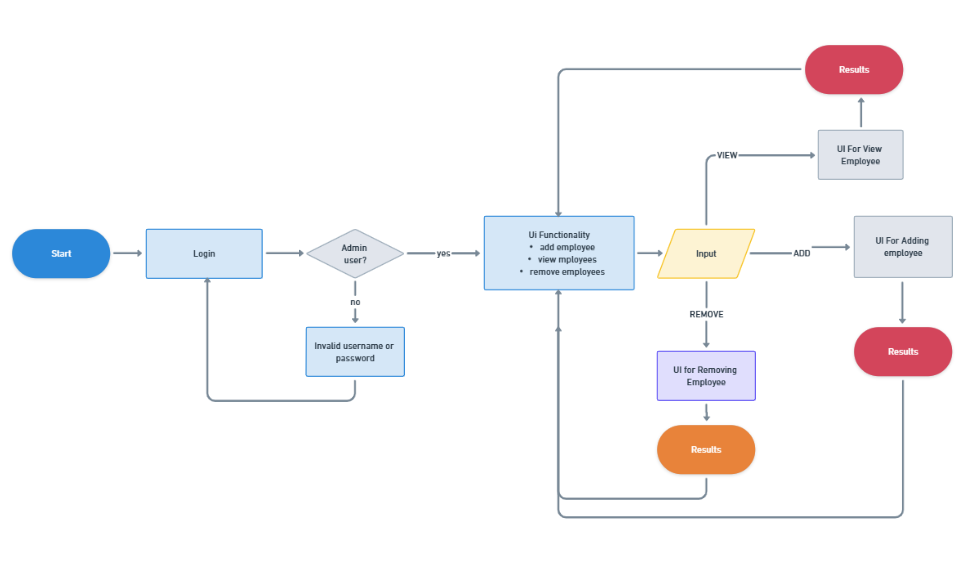 Results
VIEW
UI For View
Employee
Start
Login
Admin
user?
yes
Ui Functionality
• add employee
• view mployees
• remove employees
Input
ADD
UI For Adding
employee
no
REMOVE
Invalid username or
password
Results
UI for Removing
Employee
Results